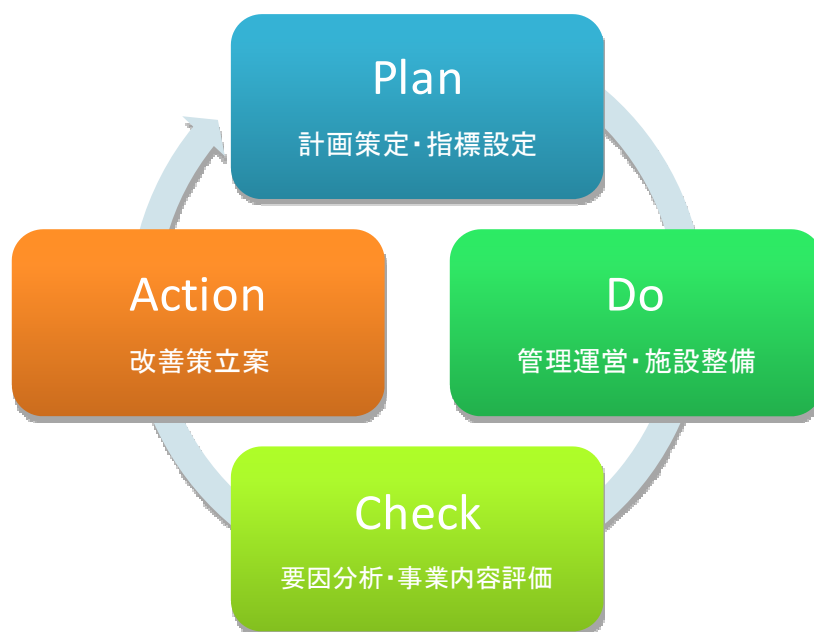 Plan
計画策定・指標設定
Do
管理運営・施設整備
Check
要因分析・事業内容評価
Action
改善策立案